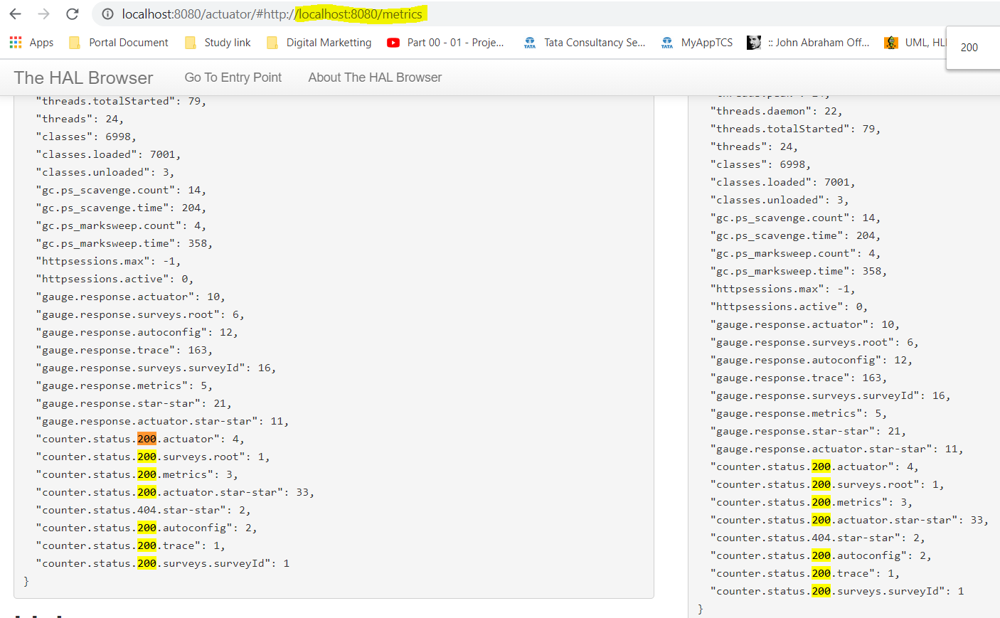 localhost:8080/actuator/#http://localhost:8080/metrics
Apps Portal Document Study link Digital Marketting Part 00 - 01 - Proje... Tata Consultancy Se... MyAppTCS :: John Abraham Off... UML, HLI
200
The HAL Browser Go To Entry Point About The HAL Browser
"threads.totalStarted": 79,
"threads": 24,
"classes": 6998,
"classes.loaded": 7001,
"classes.unloaded": 3,
"gc.ps_scavenge.count": 14,
"gc.ps_scavenge.time": 204,
"gc.ps_marksweep.count": 4,
"gc.ps_marksweep.time": 358,
"httpsessions.max": -1,
"httpsessions.active": 0,
"gauge.response.actuator": 10,
"gauge.response.surveys.root": 6,
"gauge.response.autoconfig": 12,
"gauge.response.trace": 163,
"gauge.response.surveys.surveyId": 16,
"gauge.response.metrics": 5,
"gauge.response.star-star": 21,
"gauge.response.actuator.star-star": 11,
"counter.status.200.actuator": 4,
"counter.status.200.surveys.root": 1,
"counter.status.200.metrics": 3,
"counter.status.200.actuator.star-star": 33,
"counter.status.404.star-star": 2,
"counter.status.200.autoconfig": 2,
"counter.status.200.trace": 1,
"counter.status.200.surveys.surveyId": 1
}
"threads.daemon": 22,
"threads.totalStarted": 79,
"threads": 24,
"classes": 6998,
"classes.loaded": 7001,
"classes.unloaded": 3,
"gc.ps_scavenge.count": 14,
"gc.ps_scavenge.time": 204,
"gc.ps_marksweep.count": 4,
"gc.ps_marksweep.time": 358,
"httpsessions.max": -1,
"httpsessions.active": 0,
"gauge.response.actuator": 10,
"gauge.response.surveys.root": 6,
"gauge.response.autoconfig": 12,
"gauge.response.trace": 163,
"gauge.response.surveys.surveyId": 16,
"gauge.response.metrics": 5,
"gauge.response.star-star": 21,
"gauge.response.actuator.star-star": 11,
"counter.status.200.actuator": 4,
"counter.status.200.surveys.root": 1,
"counter.status.200.metrics": 3,
"counter.status.200.actuator.star-star": 33,
"counter.status.404.star-star": 2,
"counter.status.200.autoconfig": 2,
"counter.status.200.trace": 1,
"counter.status.200.surveys.surveyId": 1
}